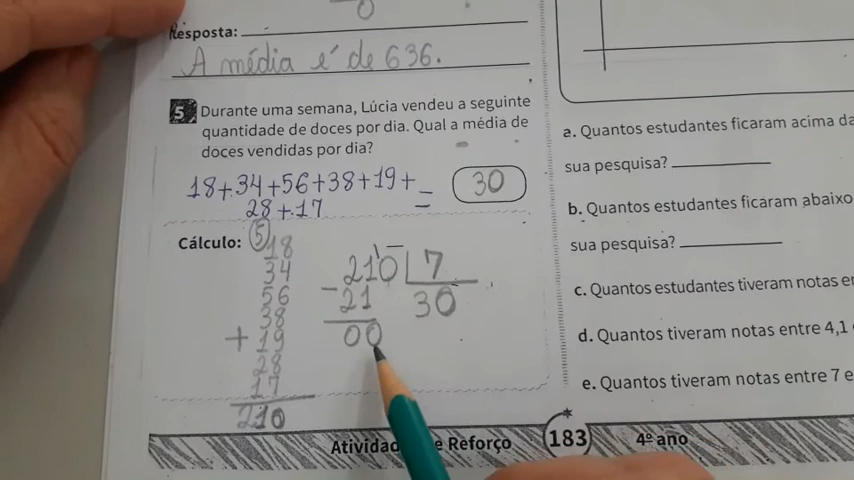 0
Resposta:
A média é de 636.
5 Durante uma semana, Lúcia vendeu a seguinte
quantidade de doces por dia. Qual a média de
doces vendidas por dia?
18+34+56+38+19+
28+17 = 30
Cálculo: 5
18
34
56
38
+ 19
28
17
210
210 7
- 21 30
00
Atividades de Reforço 183 4º ano
a. Quantos estudantes ficaram acima da
sua pesquisa?
b. Quantos estudantes ficaram abaixo
sua pesquisa?
c. Quantos estudantes tiveram notas
d. Quantos tiveram notas entre 4,1
e. Quantos tiveram notas entre 7 e